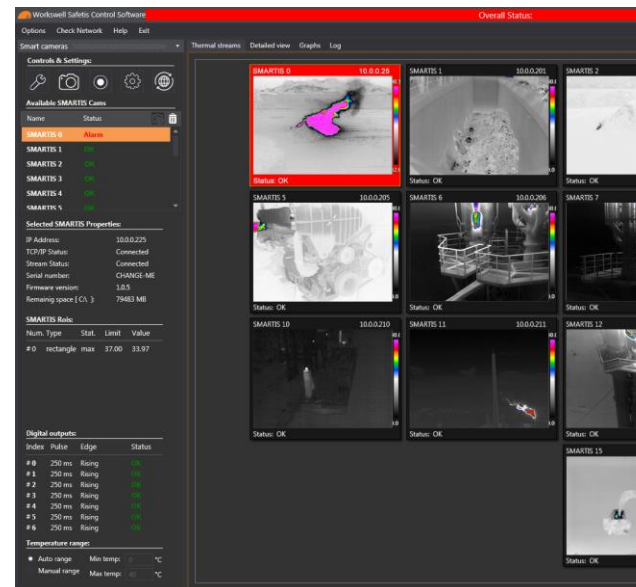 Workswell Safetis Control Software
Overall Status:
Options Check Network Help Exit
Smart cameras
Thermal streams Detailed view Graphs Log
Controls & Settings:
Available SMARTIS Cams
Name Status
SMARTIS 0 Alarm
SMARTIS 1 OK
SMARTIS 2 OK
SMARTIS 3 OK
SMARTIS 4 OK
SMARTIS 5 OK
Selected SMARTIS Properties:
IP Address: 10.0.0.225
TCP/IP Status: Connected
Stream Status: Connected
Serial number: CHANGE-ME
Firmware version: 1.0.5
Remainig space [ C:\ ]: 79483 MB
SMARTIS Rois:
Num. Type Stat. Limit Value
#0 rectangle max 37.00 33.97
Digital outputs:
Index Pulse Edge Status
#0 250 ms Rising OK
#1 250 ms Rising OK
#2 250 ms Rising OK
#3 250 ms Rising OK
#4 250 ms Rising OK
#5 250 ms Rising OK
#6 250 ms Rising OK
Temperature range:
Auto range Min temp: °C
Manual range Max temp: 40 °C
SMARTIS 0 10.0.0.28
Status: OK
SMARTIS 1 10.0.0.201
Status: OK
SMARTIS 2
Status: OK
SMARTIS 5 10.0.0.205
Status: OK
SMARTIS 6 10.0.0.206
Status: OK
SMARTIS 7
Status: OK
SMARTIS 10 10.0.0.210
Status: OK
SMARTIS 11 10.0.0.211
Status: OK
SMARTIS 12
Status: OK
SMARTIS 15
Status: OK